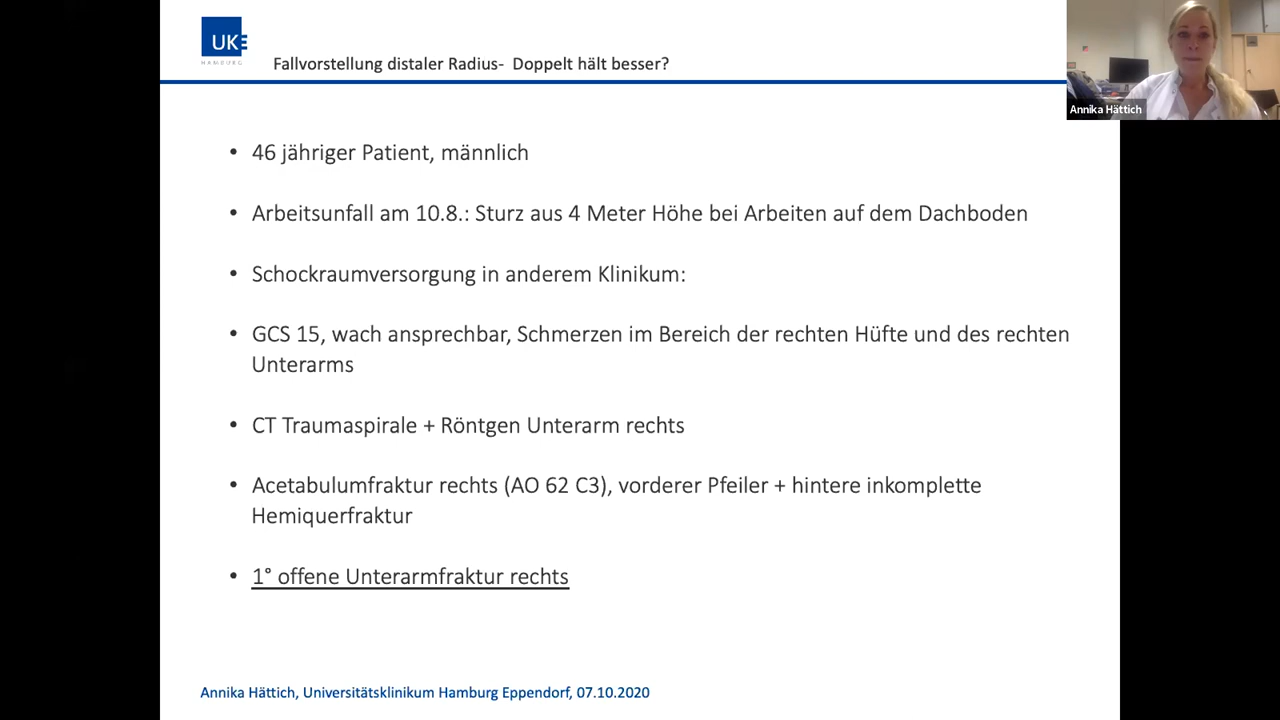 UKE
HAMBURG
Fallvorstellung distaler Radius- Doppelt hält besser?
Annika Hättich
• 46 jähriger Patient, männlich
• Arbeitsunfall am 10.8.: Sturz aus 4 Meter Höhe bei Arbeiten auf dem Dachboden
• Schockraumversorgung in anderem Klinikum:
• GCS 15, wach ansprechbar, Schmerzen im Bereich der rechten Hüfte und des rechten
Unterarms
• CT Traumaspirale + Röntgen Unterarm rechts
• Acetabulumfraktur rechts (AO 62 C3), vorderer Pfeiler + hintere inkomplette
Hemiquerfraktur
• 1° offene Unterarmfraktur rechts
Annika Hättich, Universitätsklinikum Hamburg Eppendorf, 07.10.2020